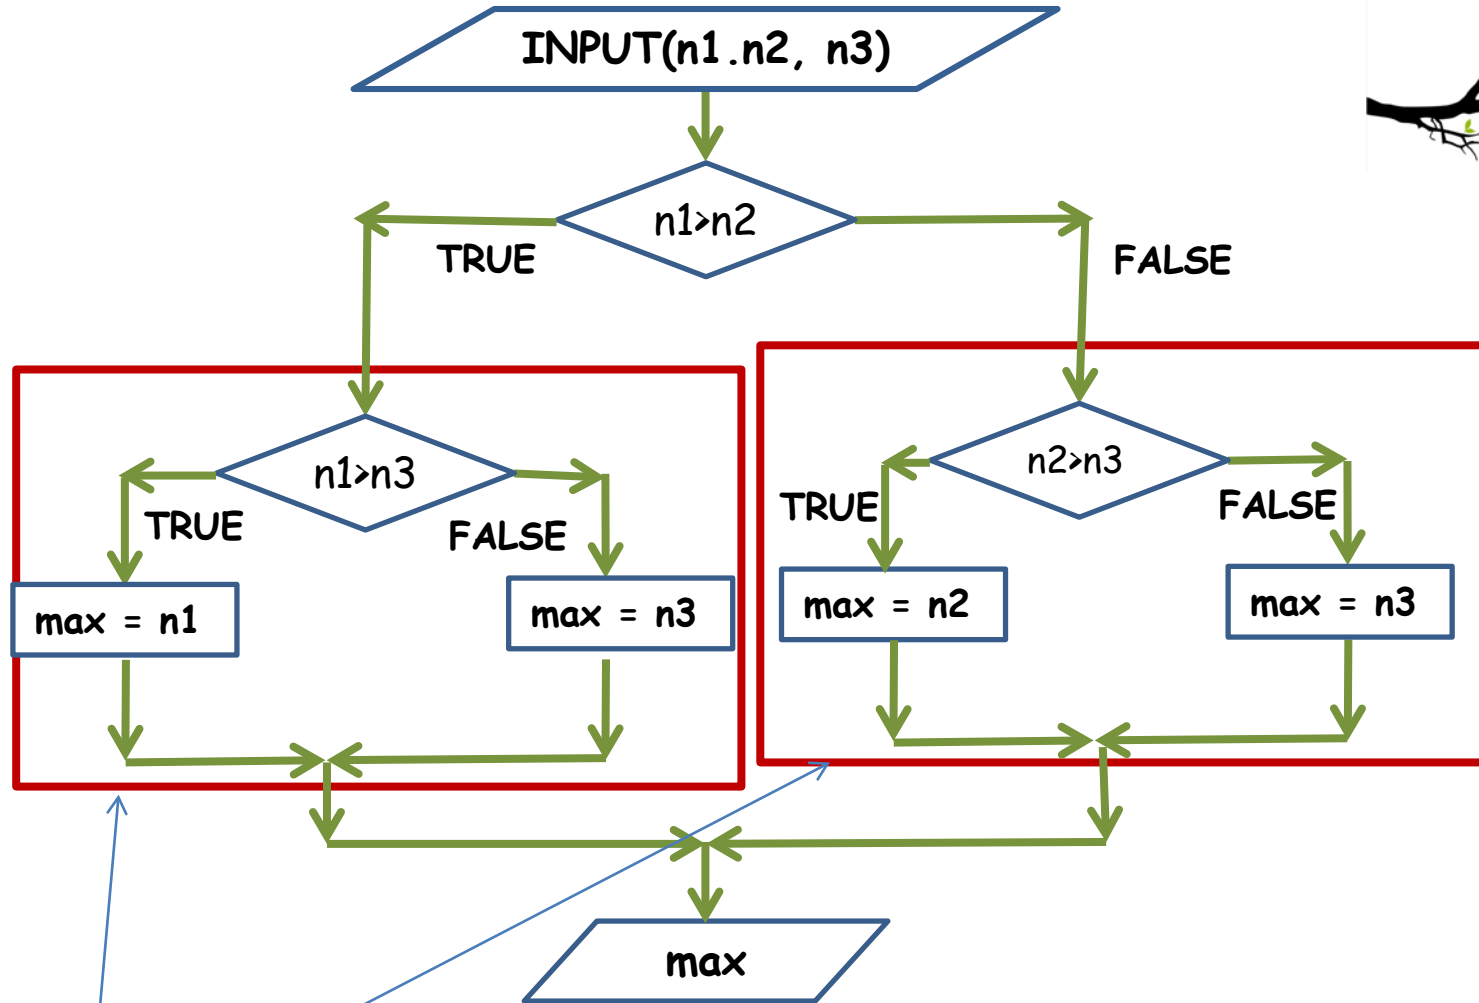 INPUT(n1.n2, n3)
n1>n2
TRUE
FALSE
n1>n3
TRUE
FALSE
max = n1
max = n3
n2>n3
TRUE
FALSE
max = n2
max = n3
max